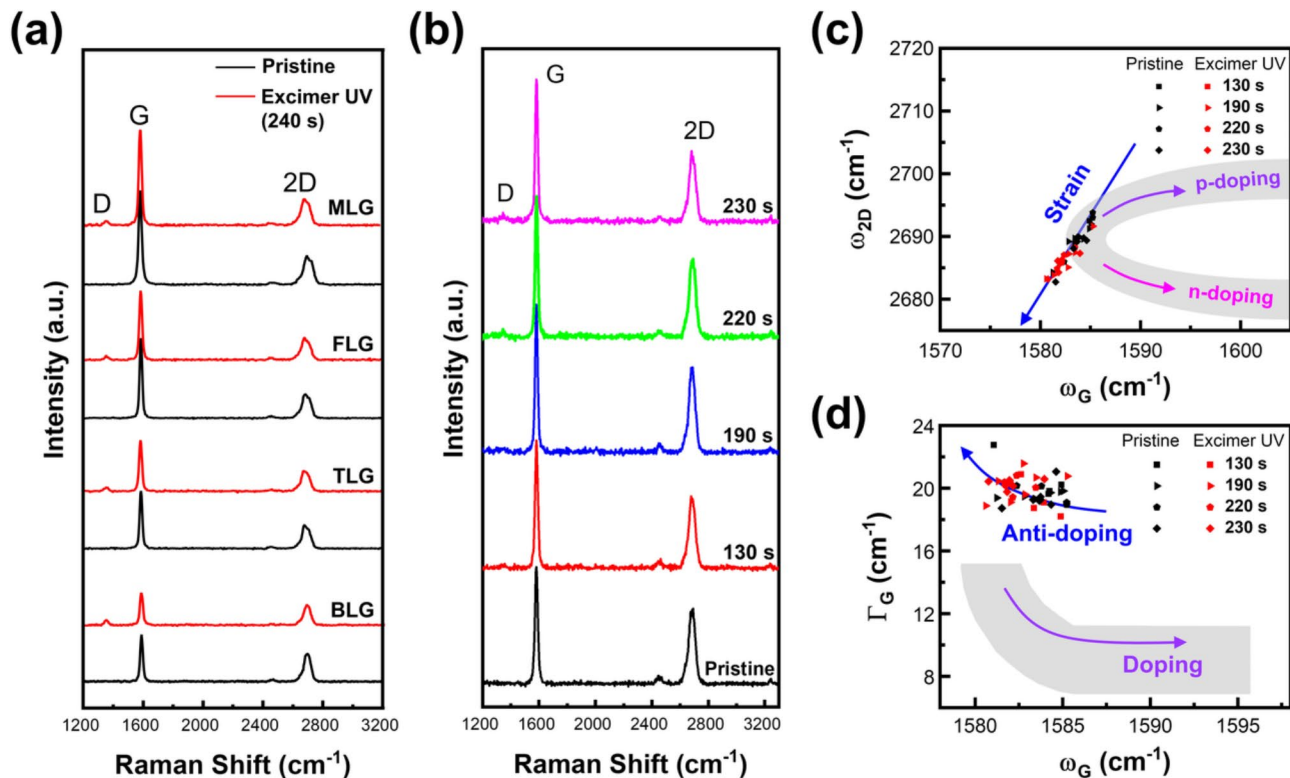 (a)
Pristine
Excimer UV
(240 s)
G
D
2D
MLG
FLG
TLG
BLG
Intensity (a.u.)
1200 1600 2000 2400 2800 3200
Raman Shift (cm-1)
(b)
G
2D
D
230 s
220 s
190 s
130 s
Pristine
Intensity (a.u.)
1200 1600 2000 2400 2800 3200
Raman Shift (cm-1)
(c)
2720
2710
2700
2690
2680
2670
ω2D (cm-1)
Pristine Excimer UV
130 s
190 s
220 s
230 s
Strain
p-doping
n-doping
1570 1580 1590 1600
ωG (cm-1)
(d)
24
20
16
12
8
ΓG (cm-1)
Pristine Excimer UV
130 s
190 s
220 s
230 s
Anti-doping
Doping
1580 1585 1590 1595
ωG (cm-1)